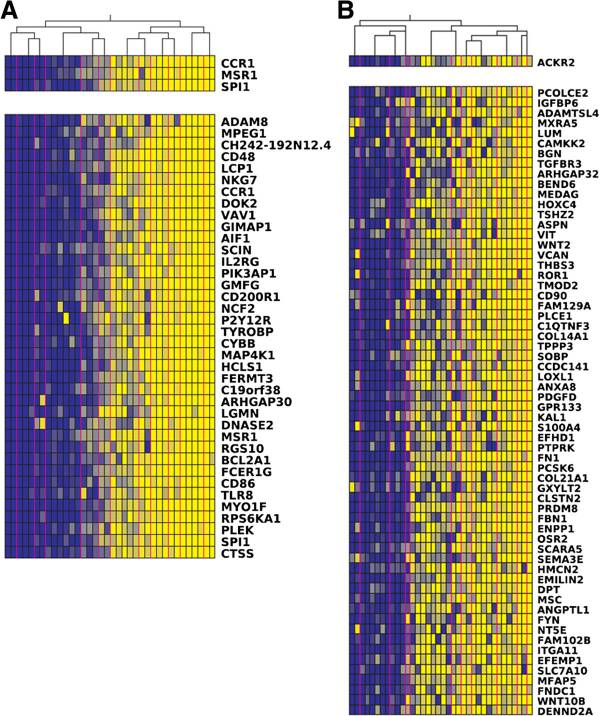 A
CCR1
MSR1
SPI1
ADAM8
MPEG1
CH242-192N12.4
CD48
LCP1
NKG7
CCR1
DOK2
VAV1
GIMAP1
AIF1
SCIN
IL2RG
PIK3AP1
GMFG
CD200R1
NCF2
P2Y12R
TYROBP
CYBB
MAP4K1
HCLS1
FERMT3
C19orf38
ARHGAP30
LGMN
DNASE2
MSR1
RGS10
BCL2A1
FCER1G
CD86
TLR8
MYO1F
RPS6KA1
PLEK
SPI1
CTSS
B
ACKR2
PCOLCE2
IGFBP6
ADAMTSL4
MXRA5
LUM
CAMKK2
BGN
TGFBR3
ARHGAP32
BEND6
MEDAG
HOXC4
TSHZ2
ASPN
VIT
WNT2
VCAN
THBS3
ROR1
TMOD2
CD90
FAM129A
PLCE1
C1QTNF3
COL14A1
TPPP3
SOBP
CCDC141
LOXL1
ANXA8
PDGFD
GPR133
KAL1
S100A4
EFHD1
PTPRK
FN1
PCSK6
COL21A1
GXYLT2
CLSTN2
PRDM8
FBN1
ENPP1
OSR2
SCARA5
SEMA3E
HMCN2
EMILIN2
DPT
MSC
ANGPTL1
FYN
NT5E
FAM102B
ITGA11
EFEMP1
SLC7A10
MFAP5
FNDC1
WNT10B
DENND2A